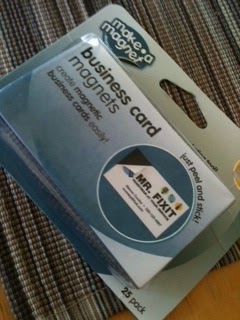 make•a
magnet
business card
magnets
create magnetic
business cards easily!
just peel and stick!
MR. FIXIT
25 pack